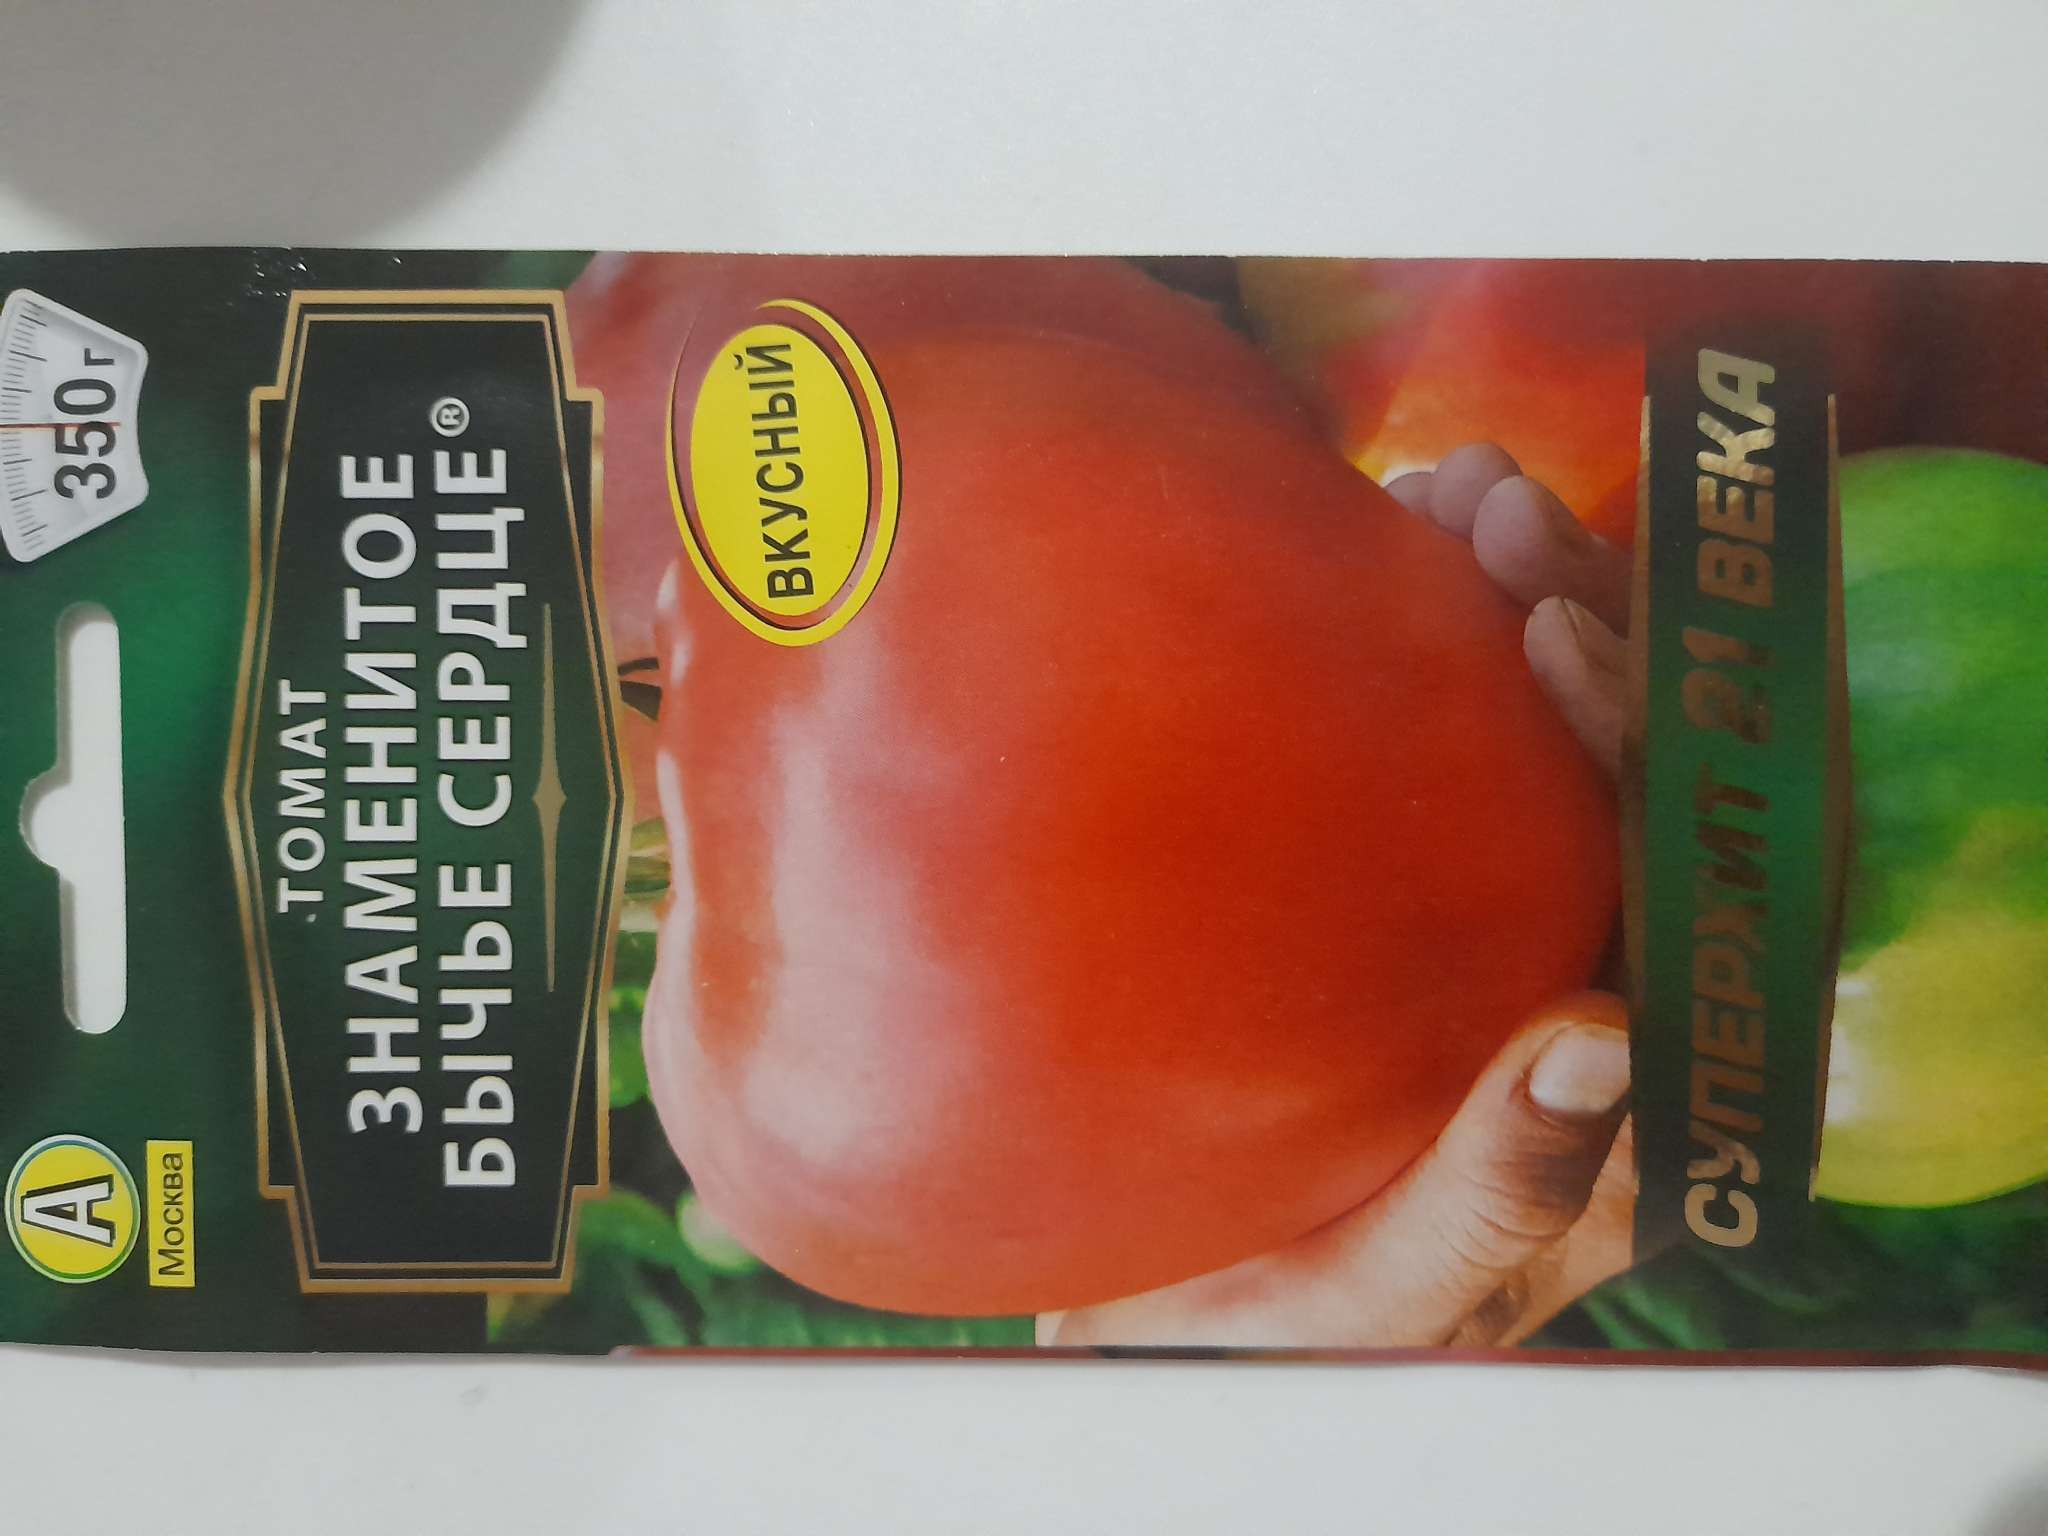 А
Москва
350 г
ТОМАТ
ЗНАМЕНИТОЕ
БЫЧЬЕ СЕРДЦЕ®
ВКУСНЫЙ
СУПЕРХИТ 21 ВЕКА